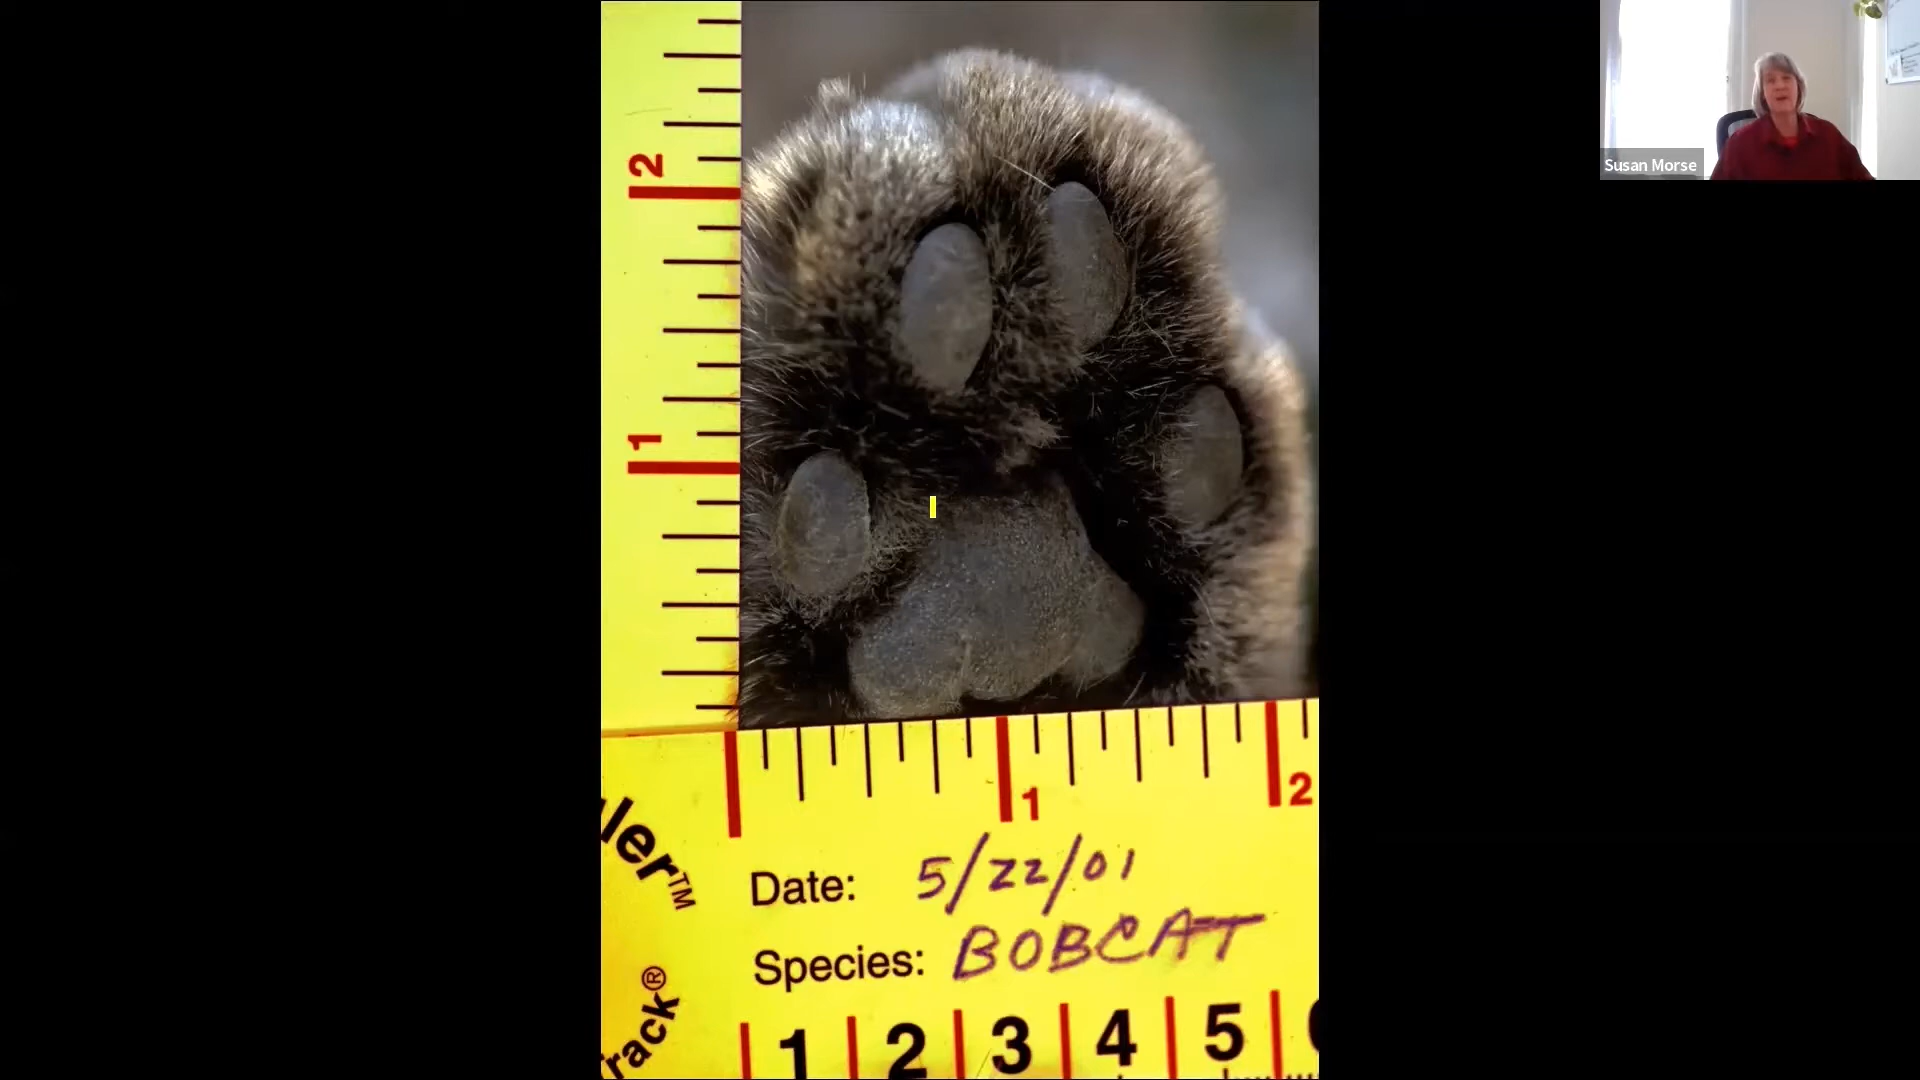 Susan Morse
2
1
1
2
ler™
Date: 5/22/01
Species: BOBCAT
rack®
1 2 3 4 5